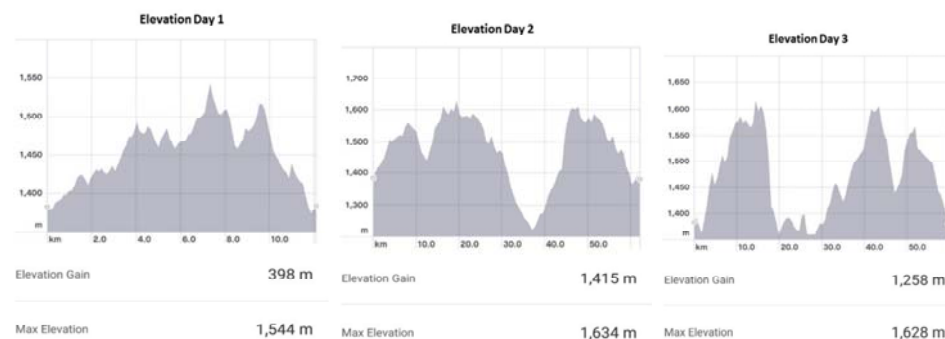 Elevation Day 1
1,550
1,500
1,450
1,400
m
km 2.0 4.0 6.0 8.0 10.0
Elevation Gain 398 m
Max Elevation 1,544 m
Elevation Day 2
1,700
m
1,600
1,500
1,400
1,300
km 10.0 20.0 30.0 40.0 50.0
Elevation Gain 1,415 m
Max Elevation 1,634 m
Elevation Day 3
1,650
1,600
1,550
1,500
1,450
1,400
m
km 10.0 20.0 30.0 40.0 50.0
Elevation Gain 1,258 m
Max Elevation 1,628 m